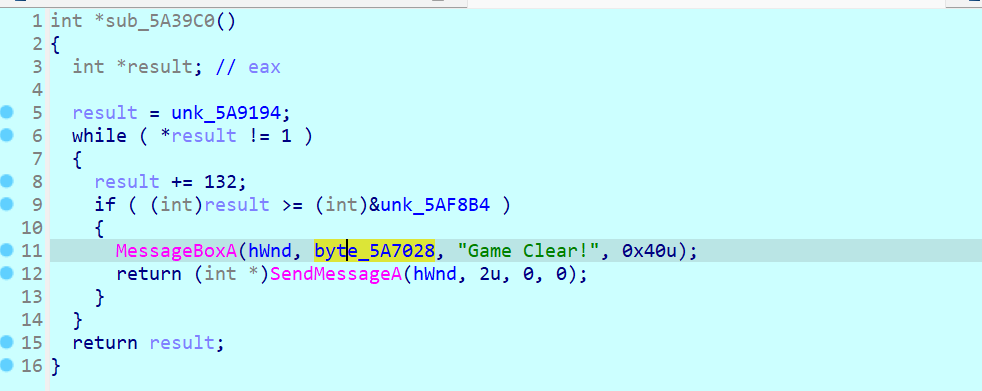 1 int *sub_5A39C0()
2 {
3   int *result; // eax
4
5   result = unk_5A9194;
6   while ( *result != 1 )
7   {
8     result += 132;
9     if ( (int)result >= (int)&unk_5AF8B4 )
10     {
11       MessageBoxA(hWnd, byte_5A7028, "Game Clear!", 0x40u);
12       return (int *)SendMessageA(hWnd, 2u, 0, 0);
13     }
14   }
15   return result;
16 }